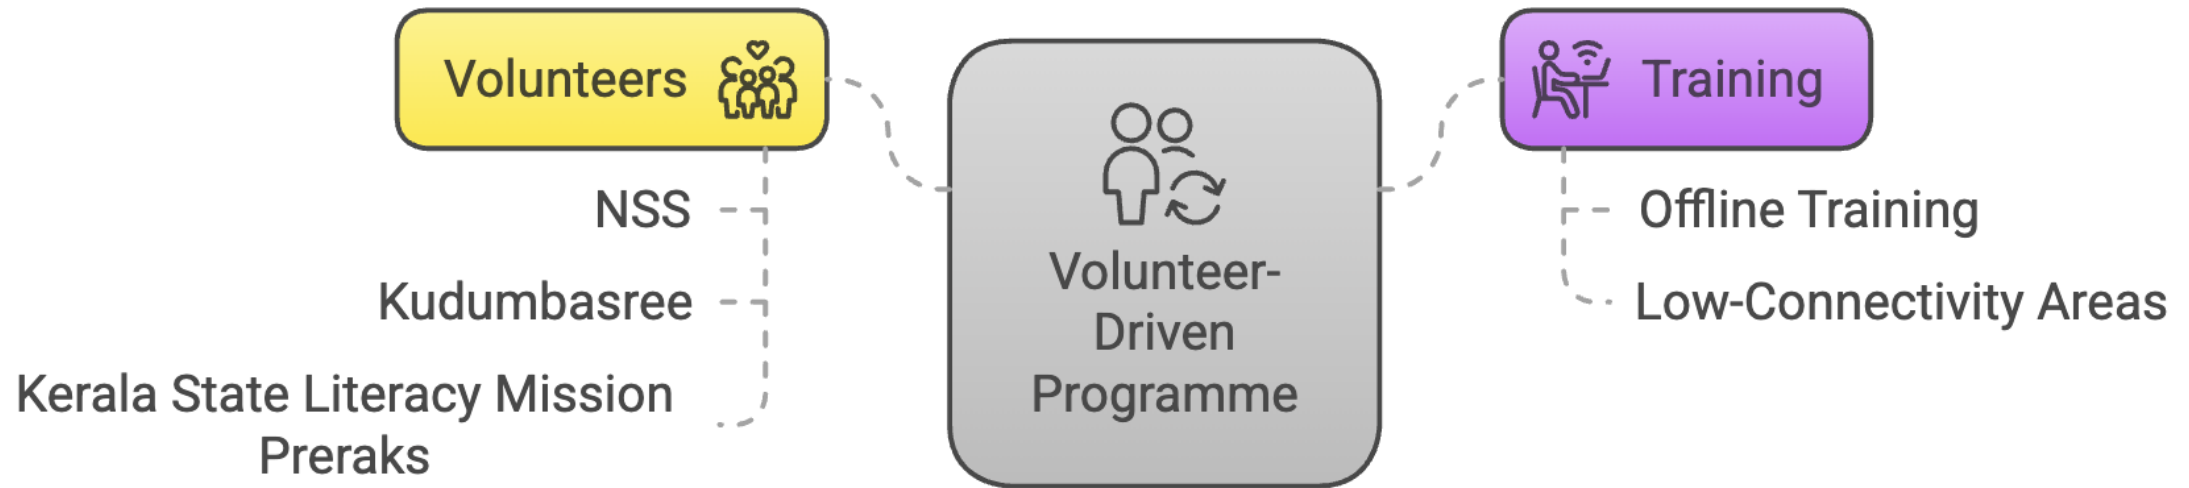 Volunteers
NSS
Kudumbasree
Kerala State Literacy Mission
Preraks
Volunteer-
Driven
Programme
Training
Offline Training
Low-Connectivity Areas